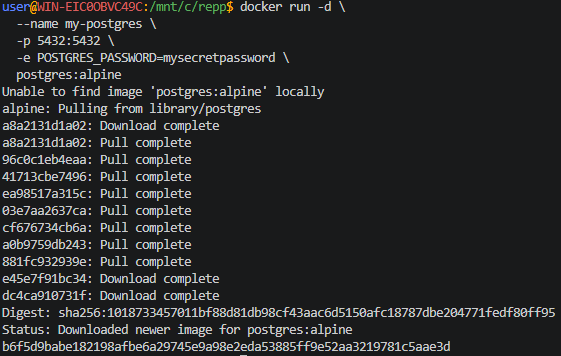 user@WIN-EIC0OBVC49C:/mnt/c/repp$ docker run -d \
--name my-postgres \
-p 5432:5432 \
-e POSTGRES_PASSWORD=mysecretpassword \
postgres:alpine
Unable to find image 'postgres:alpine' locally
alpine: Pulling from library/postgres
a8a2131d1a02: Download complete
a8a2131d1a02: Pull complete
96c0c1eb4eaa: Pull complete
41713cbe7496: Pull complete
ea98517a315c: Pull complete
03e7aa2637ca: Pull complete
cf676734cb6a: Pull complete
a0b9759db243: Pull complete
881fc932939e: Pull complete
e45e7f91bc34: Download complete
dc4ca910731f: Download complete
Digest: sha256:1018733457011bf88d81db98cf43aac6d5150afc18787dbe204771fedf80ff95
Status: Downloaded newer image for postgres:alpine
b6f5d9babe182198afbe6a29745e9a98e2eda53885ff9e52aa3219781c5aae3d